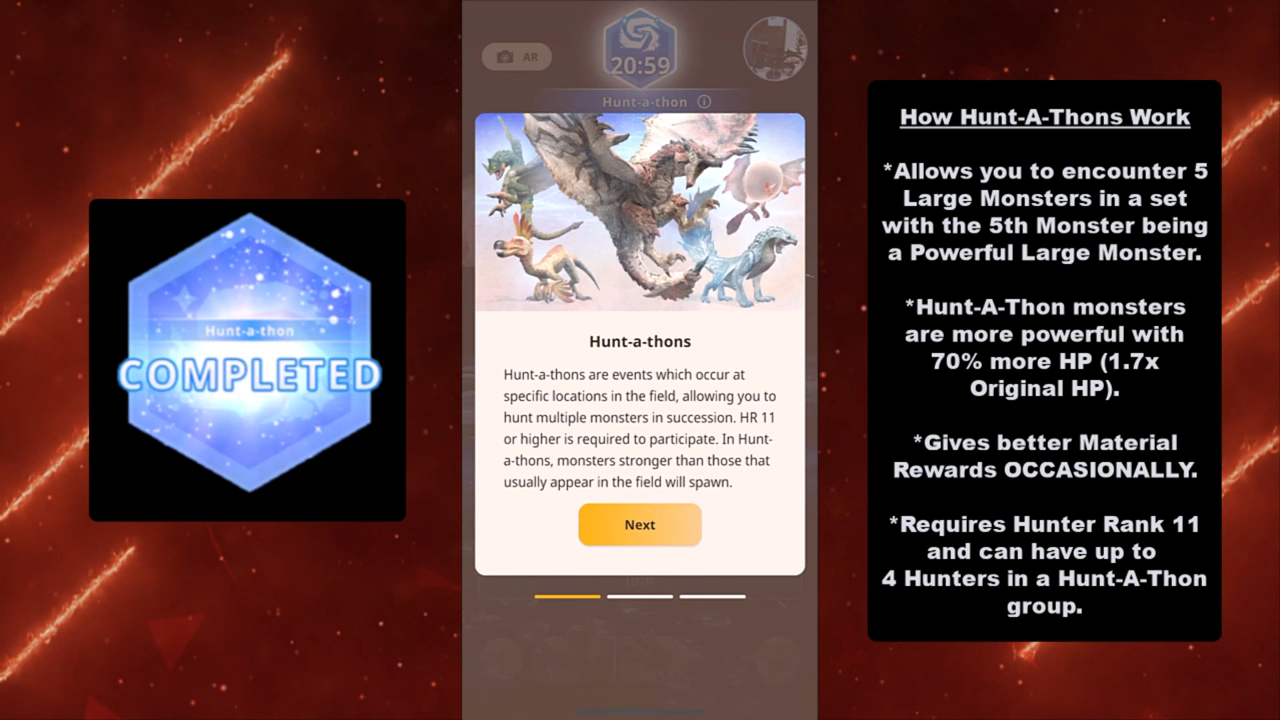 Hunt-a-thon
COMPLETED
AR
20:59
Hunt-a-thon
Hunt-a-thons
Hunt-a-thons are events which occur at
specific locations in the field, allowing you to
hunt multiple monsters in succession. HR 11
or higher is required to participate. In Hunt-
a-thons, monsters stronger than those that
usually appear in the field will spawn.
Next
How Hunt-A-Thons Work
*Allows you to encounter 5
Large Monsters in a set
with the 5th Monster being
a Powerful Large Monster.
*Hunt-A-Thon monsters
are more powerful with
70% more HP (1.7x
Original HP).
*Gives better Material
Rewards OCCASIONALLY.
*Requires Hunter Rank 11
and can have up to
4 Hunters in a Hunt-A-Thon
group.